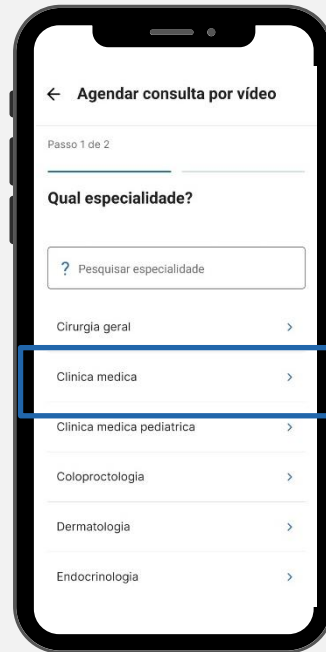 Agendar consulta por vídeo
Passo 1 de 2
Qual especialidade?
? Pesquisar especialidade
Cirurgia geral
Clinica medica
Clinica medica pediatrica
Coloproctologia
Dermatologia
Endocrinologia